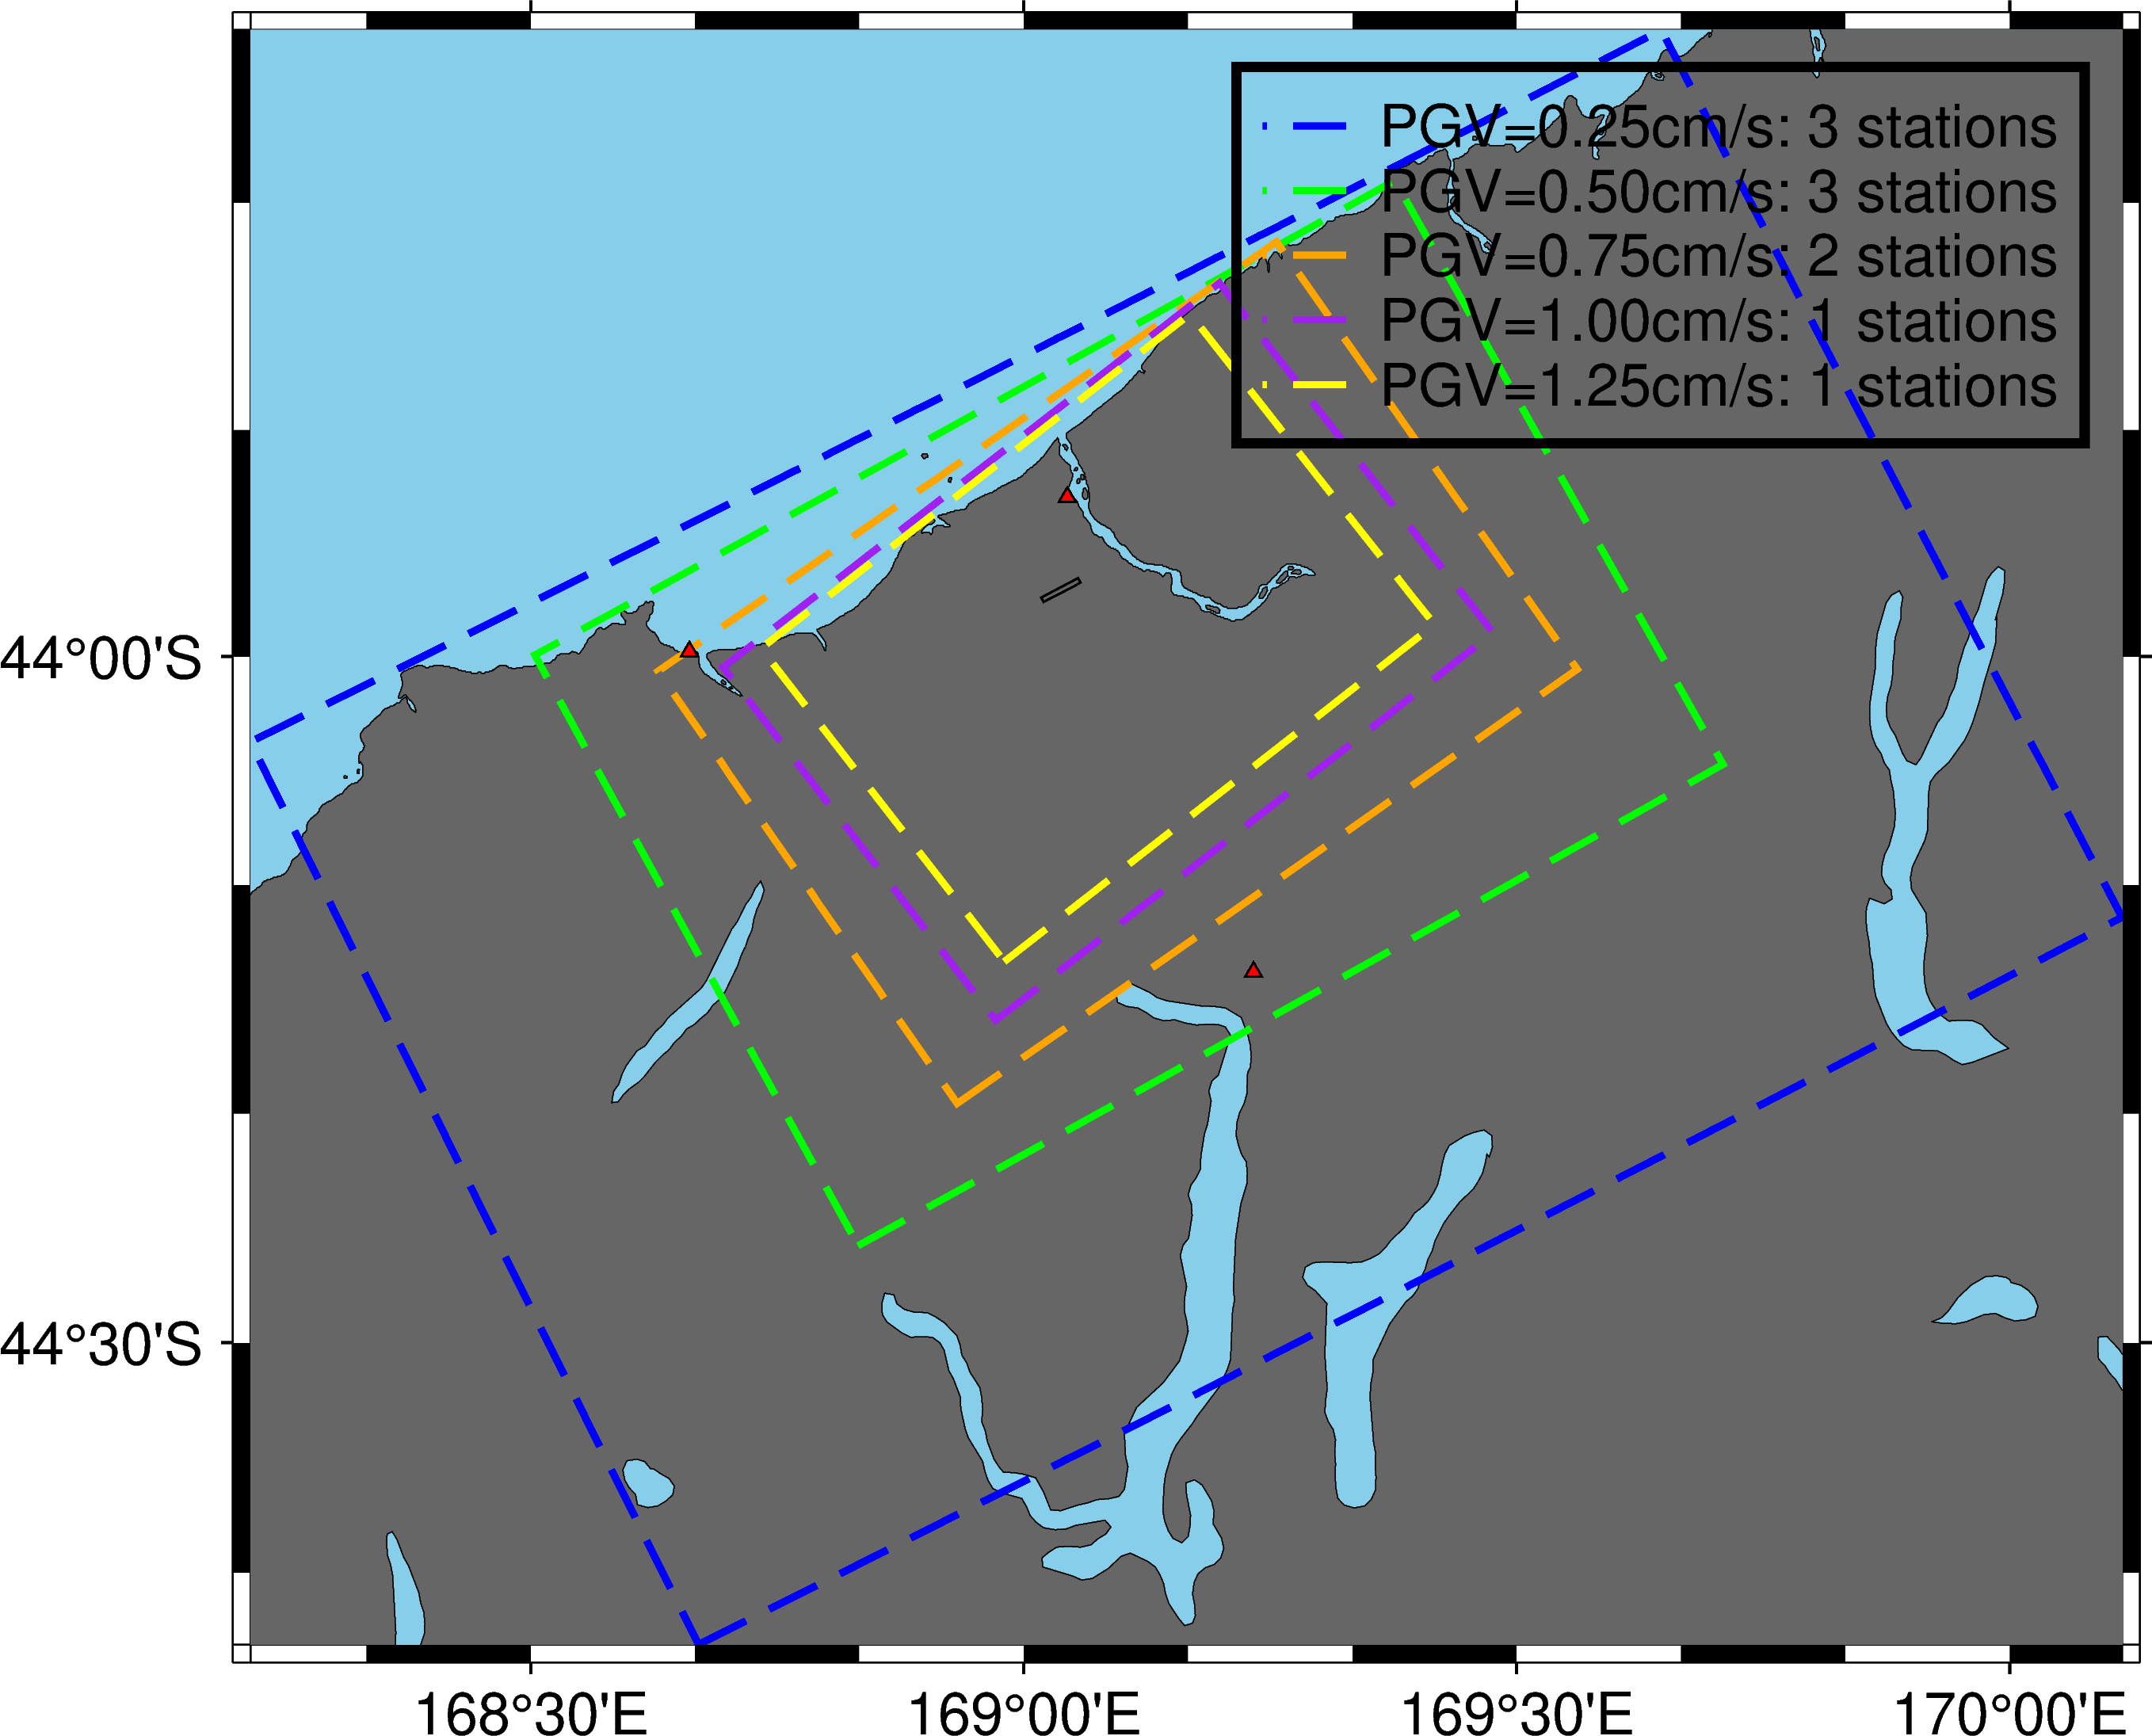 PGV=0.25cm/s: 3 stations
PGV=0.50cm/s: 3 stations
PGV=0.75cm/s: 2 stations
PGV=1.00cm/s: 1 stations
PGV=1.25cm/s: 1 stations
44°00'S
44°30'S
168°30'E 169°00'E 169°30'E 170°00'E